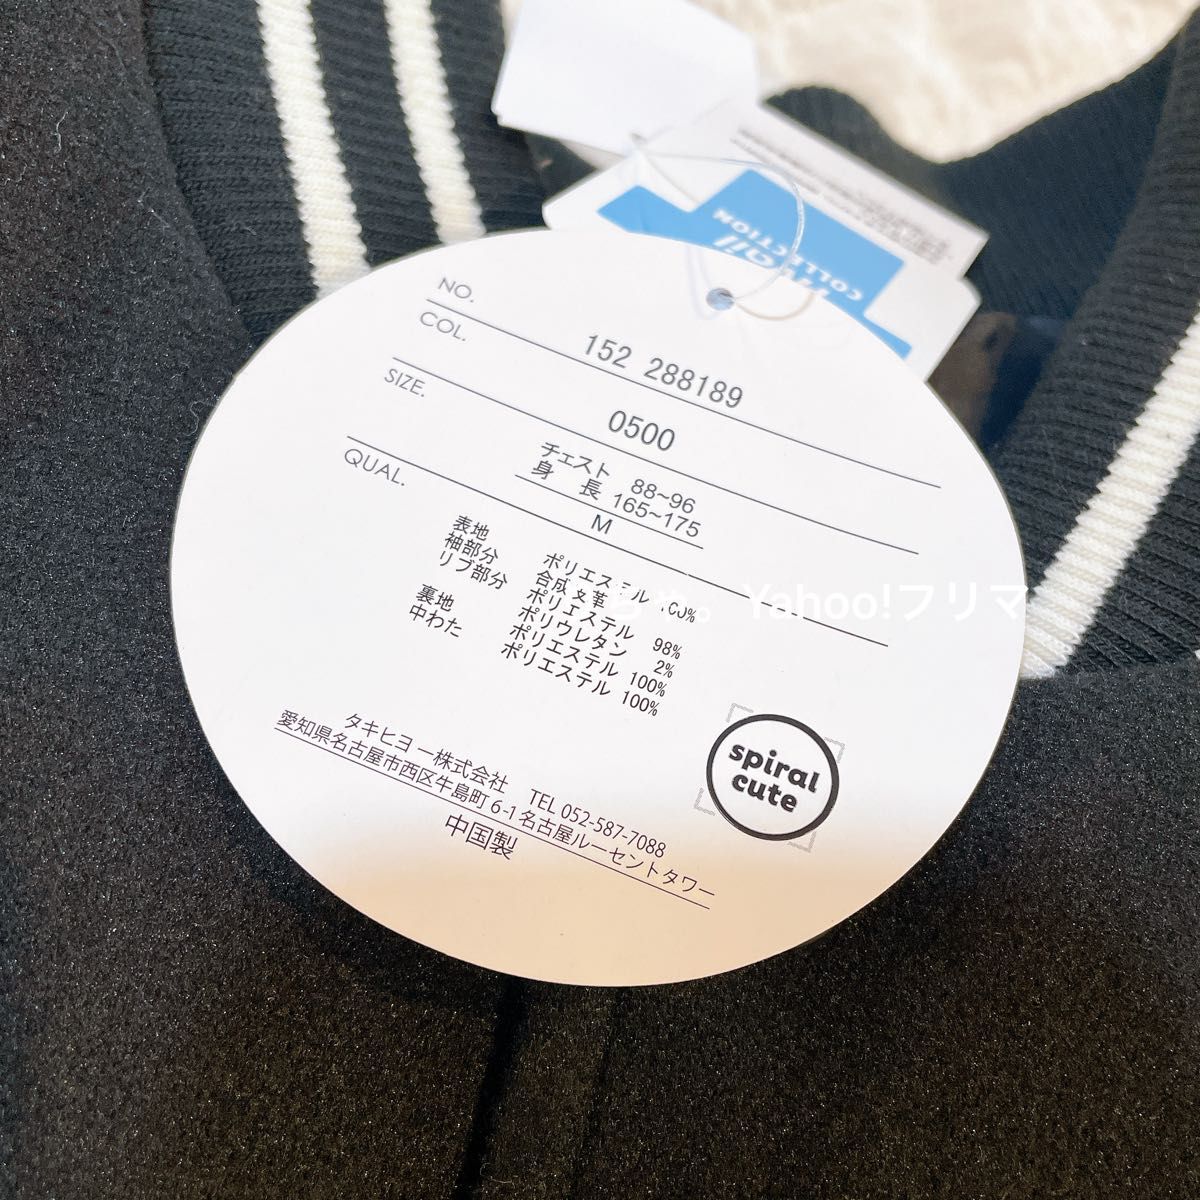 NO. 152 288189
COL. 0500
SIZE. チェスト 88~96
身 長 165~175
M
QUAL.
表地 ポリエステル
袖部分 合成皮革
リブ部分 ポリエステル 98%
ポリウレタン 2%
裏地 ポリエステル 100%
中わた ポリエステル 100%
タキヒヨー株式会社 TEL 052-587-7088
愛知県名古屋市西区牛島町 6-1 名古屋ルーセントタワー
中国製
spiral
cute
COLLECTION
Yahoo!フリマ